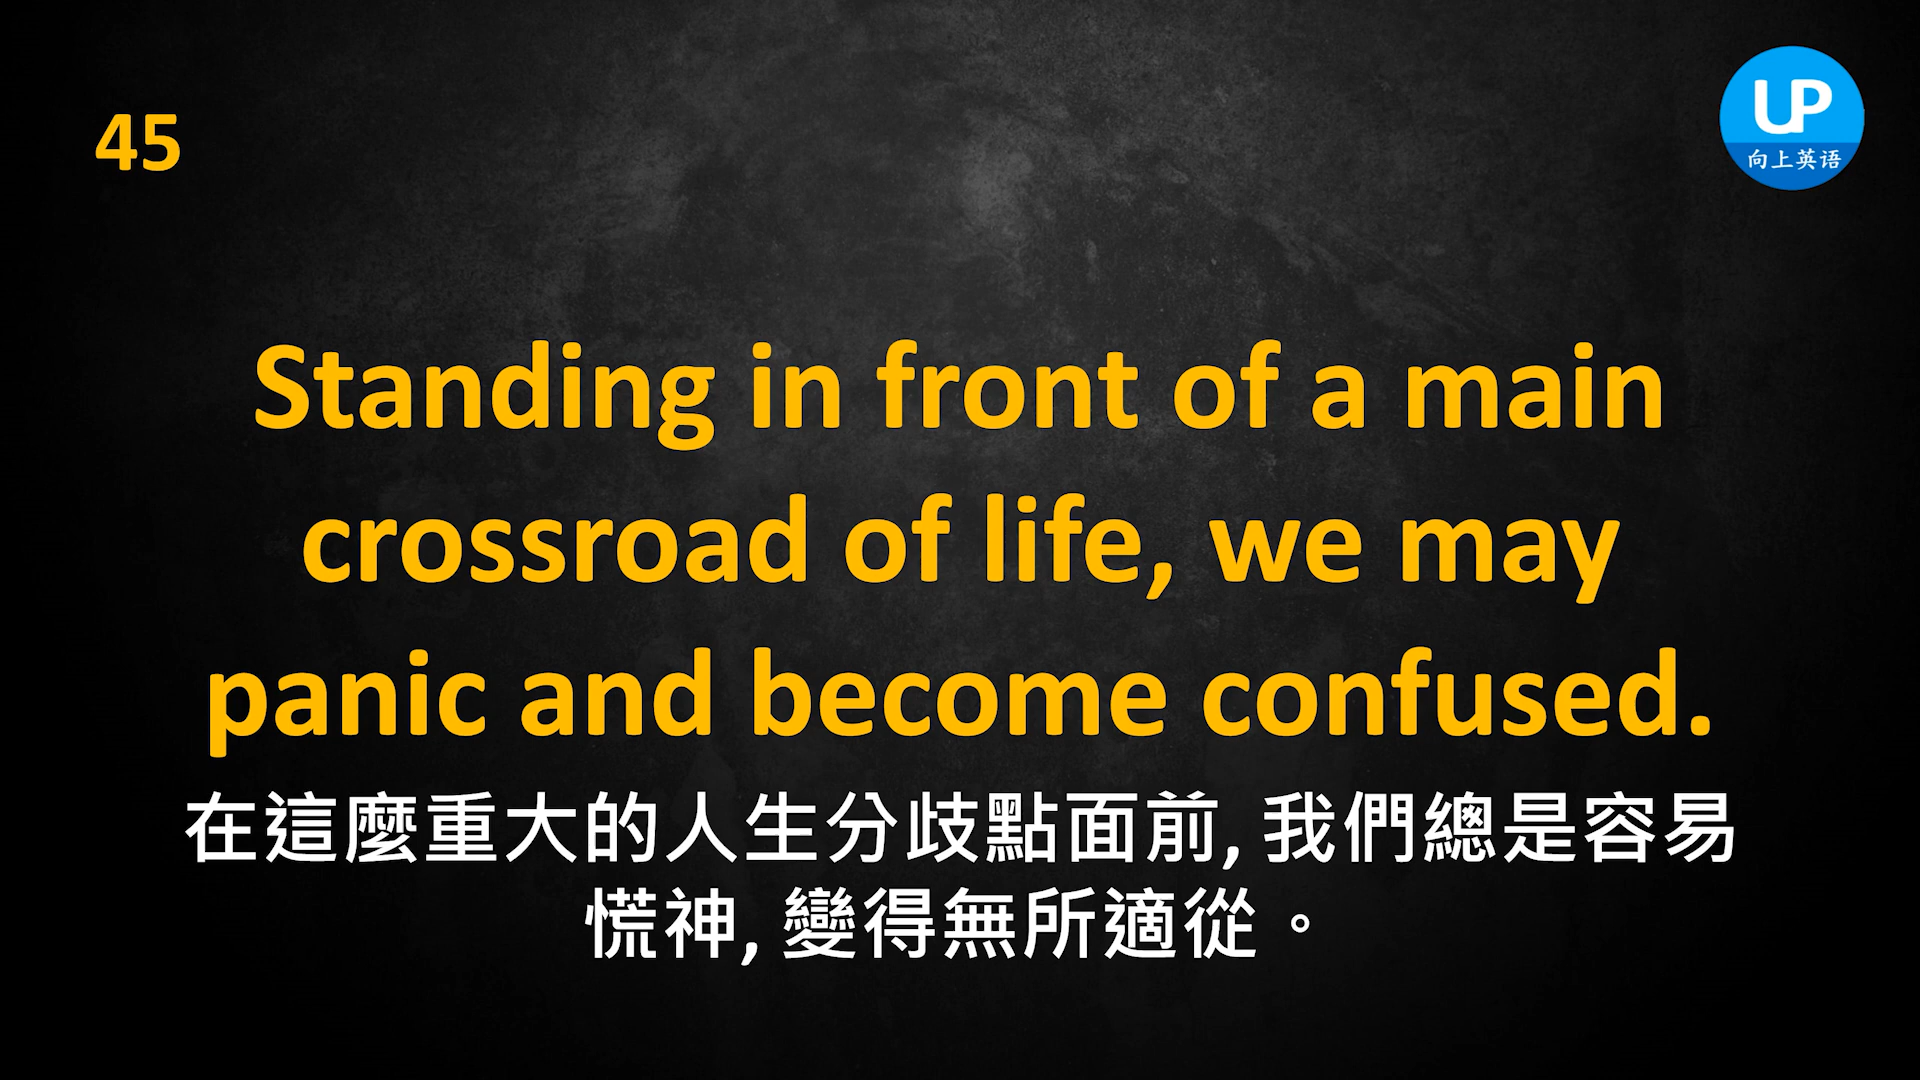 45
UP
向上英语
Standing in front of a main
crossroad of life, we may
panic and become confused.
在這麼重大的人生分歧點面前, 我們總是容易
慌神, 變得無所適從。